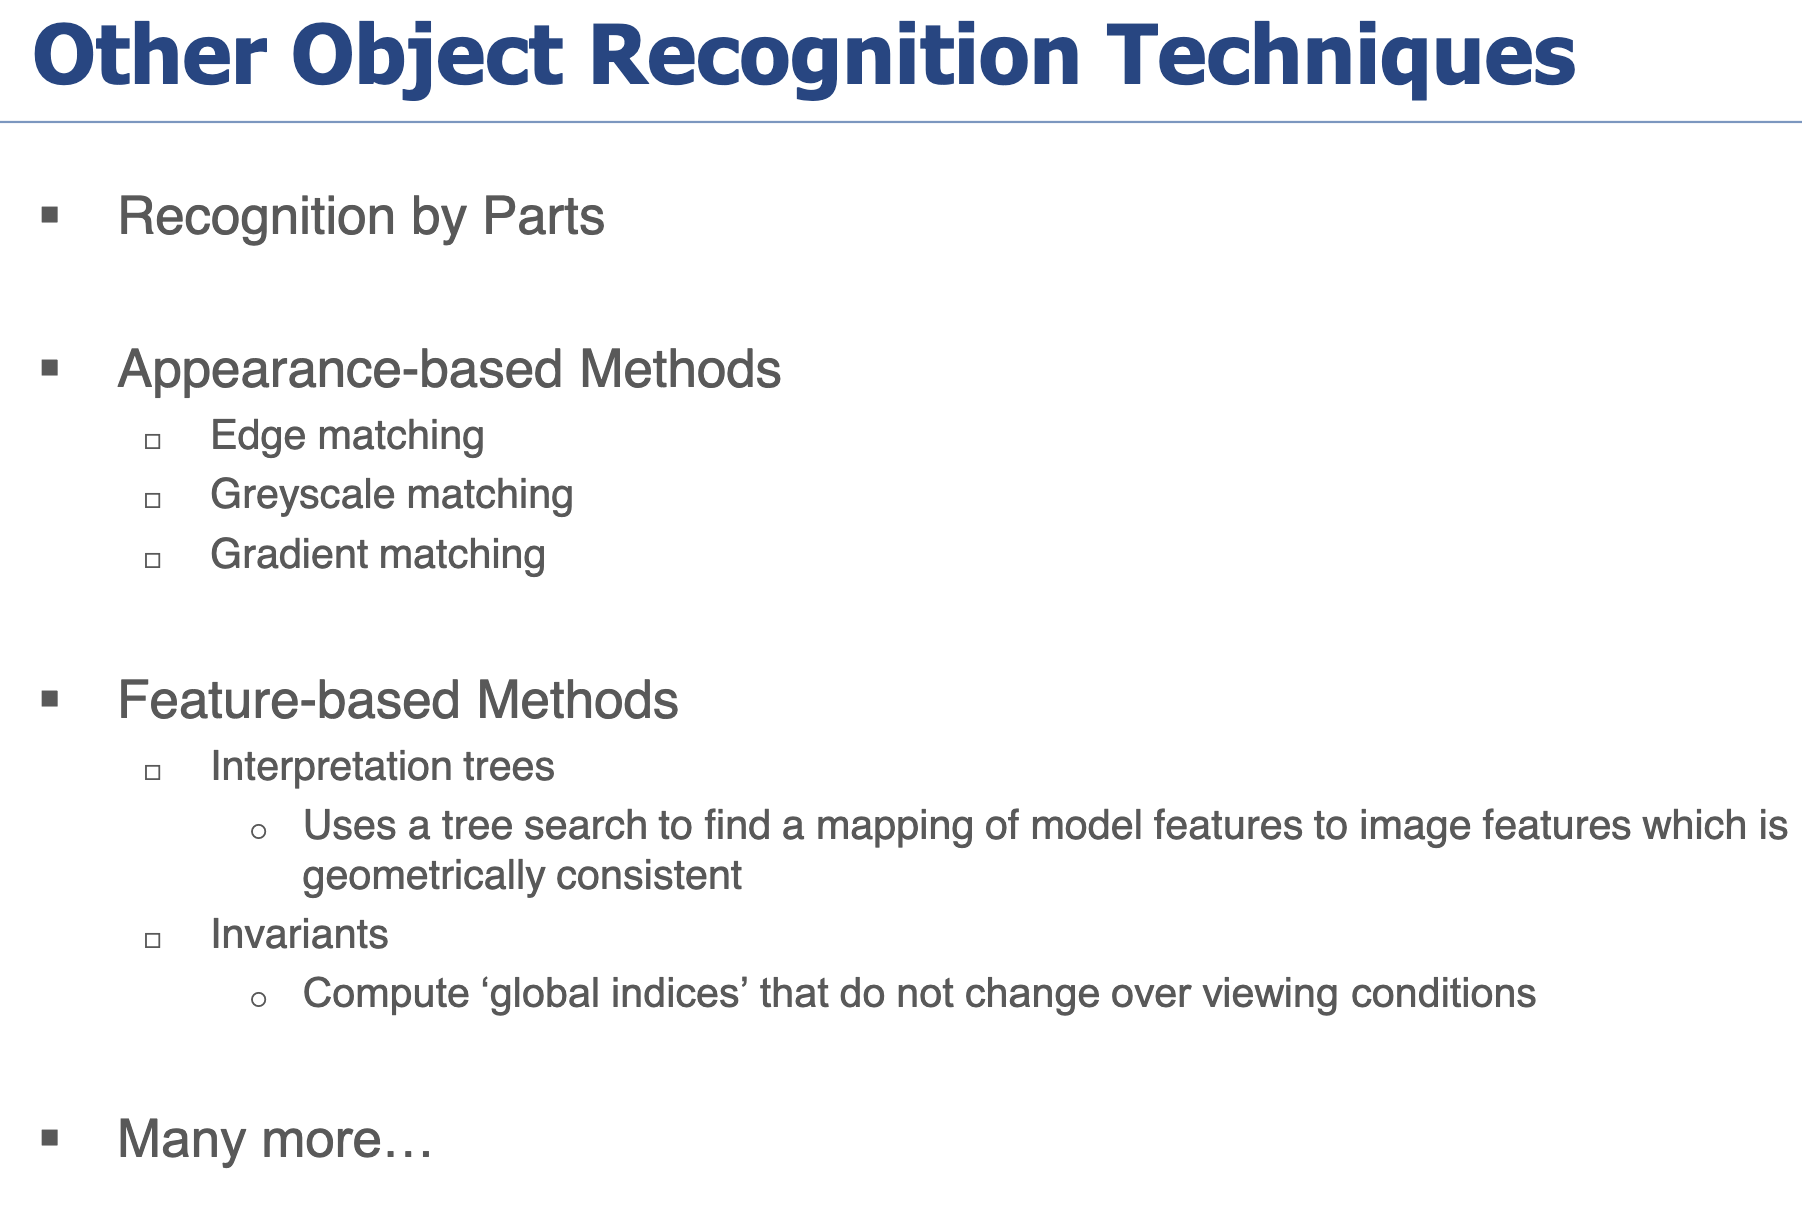 Other Object Recognition Techniques
Recognition by Parts
Appearance-based Methods
Edge matching
Greyscale matching
Gradient matching
Feature-based Methods
Interpretation trees
Uses a tree search to find a mapping of model features to image features which is
geometrically consistent
Invariants
Compute ‘global indices’ that do not change over viewing conditions
Many more…